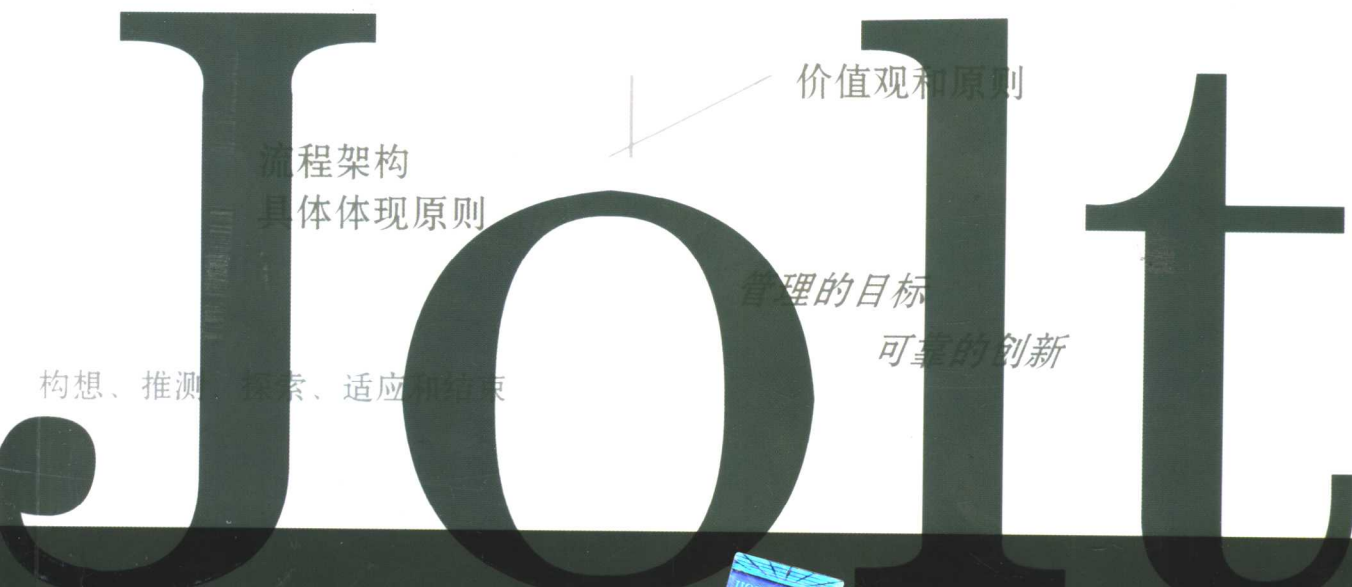 Jolt
价值观和原则
流程架构
具体体现原则
管理的目标
可靠的创新
构想、推测、探索、适应和结束